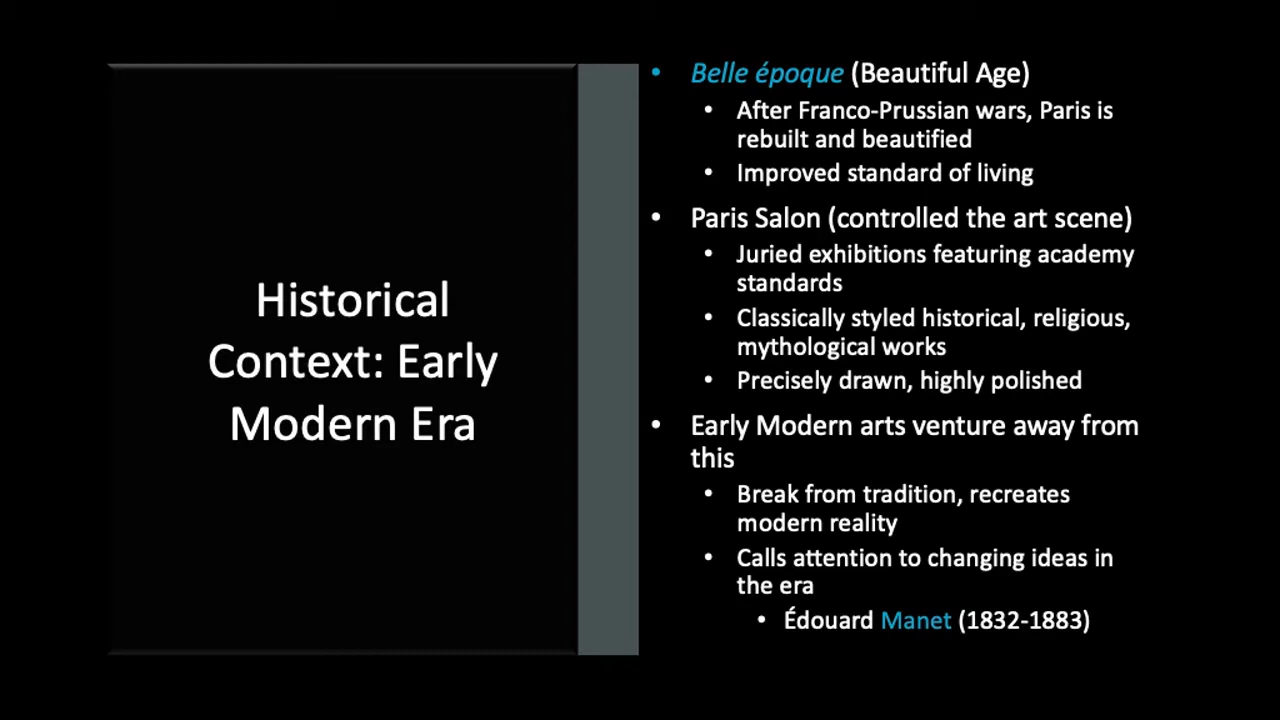 Historical
Context: Early
Modern Era
• Belle époque (Beautiful Age)
• After Franco-Prussian wars, Paris is
rebuilt and beautified
• Improved standard of living
• Paris Salon (controlled the art scene)
• Juried exhibitions featuring academy
standards
• Classically styled historical, religious,
mythological works
• Precisely drawn, highly polished
• Early Modern arts venture away from
this
• Break from tradition, recreates
modern reality
• Calls attention to changing ideas in
the era
• Édouard Manet (1832-1883)